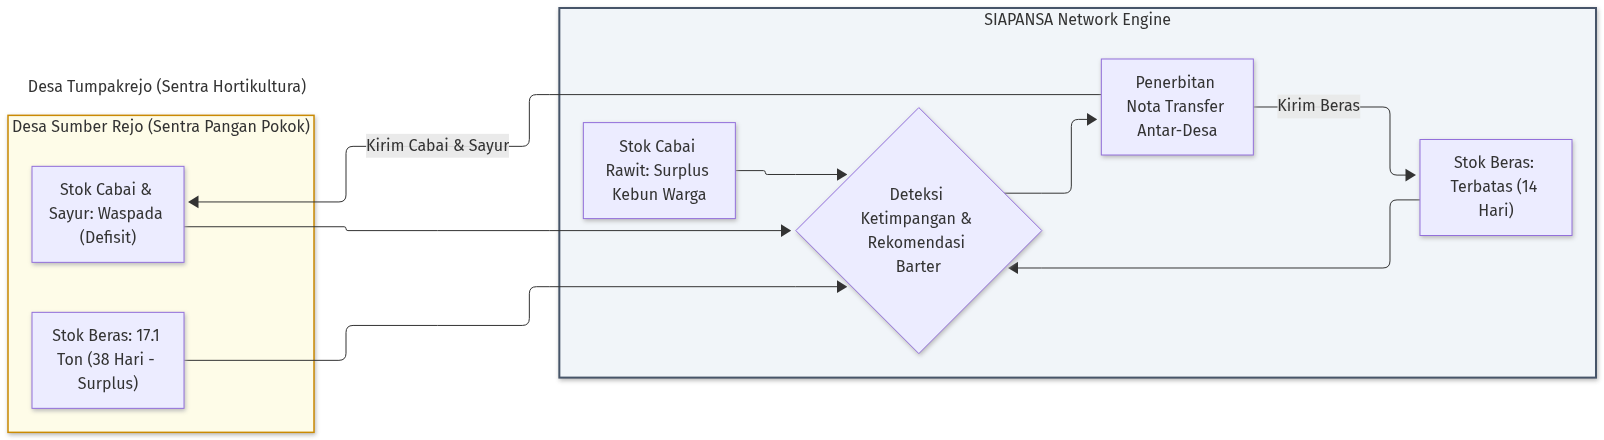 SIAPANSA Network Engine
Desa Tumpakrejo (Sentra Hortikultura)
Desa Sumber Rejo (Sentra Pangan Pokok)
Stok Cabai &
Sayur: Waspada
(Defisit)
Stok Beras: 17.1
Ton (38 Hari -
Surplus)
Kirim Cabai & Sayur
Stok Cabai
Rawit: Surplus
Kebun Warga
Deteksi
Ketimpangan &
Rekomendasi
Barter
Penerbitan
Nota Transfer
Antar-Desa
Kirim Beras
Stok Beras:
Terbatas (14
Hari)